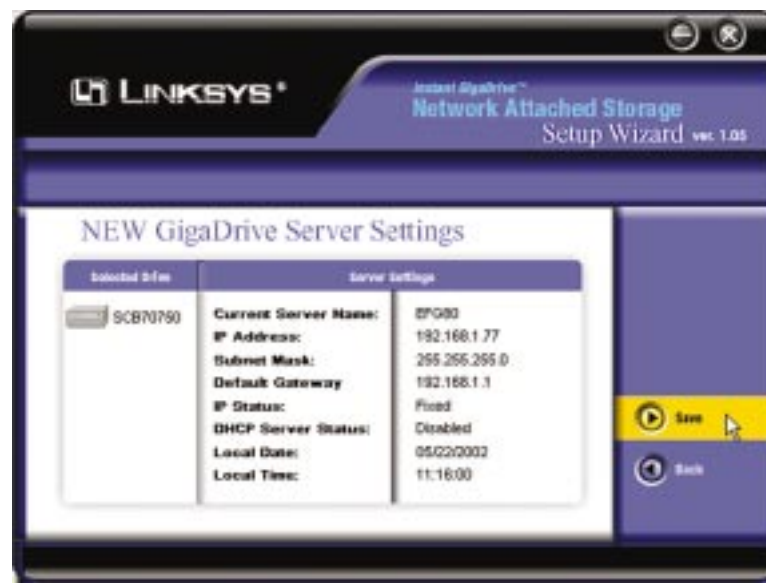 LINKSYS®
Instant GigaDrive™
Network Attached Storage
Setup Wizard ver. 1.05
NEW GigaDrive Server Settings
Selected Drive Server Settings
SCB70750 Current Server Name: EFG80
IP Address: 192.168.1.77
Subnet Mask: 255.255.255.0
Default Gateway 192.168.1.1
IP Status: Fixed
DHCP Server Status: Disabled
Local Date: 05/22/2002
Local Time: 11:16:00
Save
Back